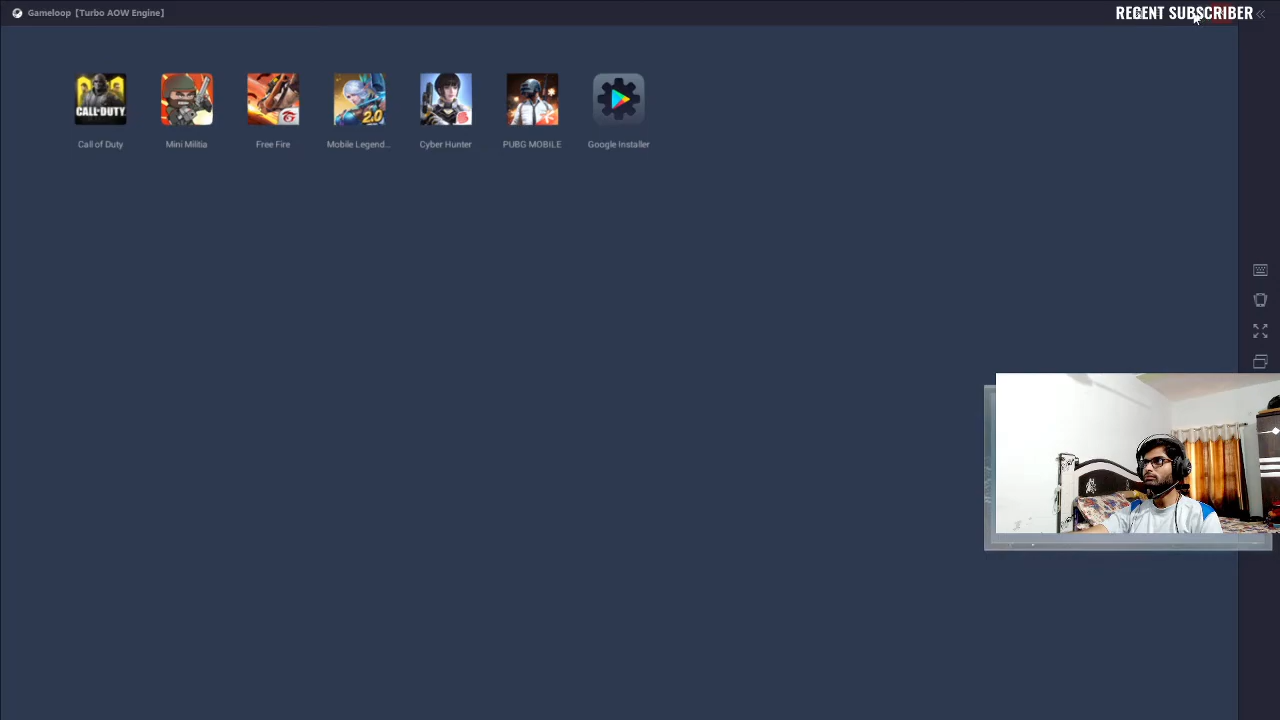 Gameloop [Turbo AOW Engine]
RECENT SUBSCRIBER
CALL·DUTY
2.0
Call of Duty
Mini Militia
Free Fire
Mobile Legend...
Cyber Hunter
PUBG MOBILE
Google Installer